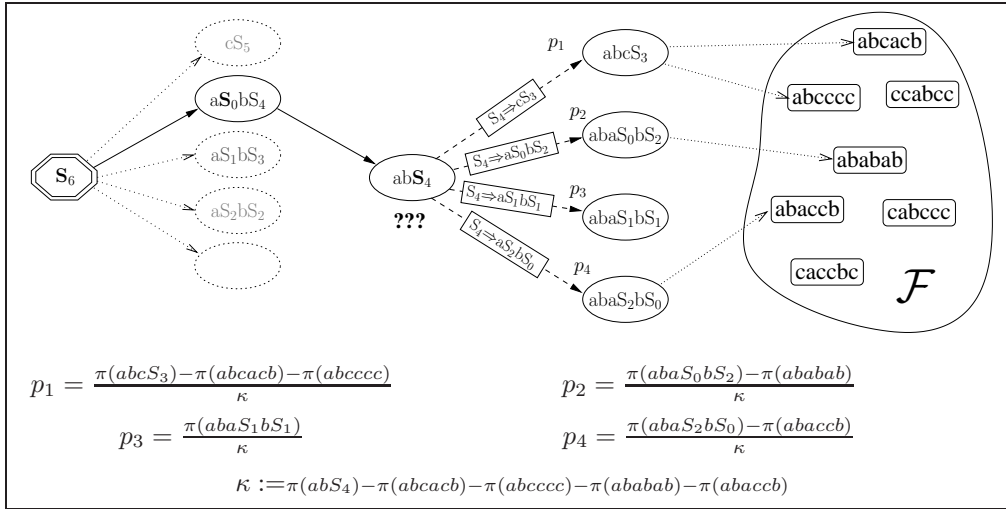 cS₅
aS₀bS₄
S₆
aS₁bS₃
aS₂bS₂
abS₄
???
S₄⇒cS₃
S₄⇒aS₀bS₂
S₄⇒aS₁bS₁
S₄⇒aS₂bS₀
p₁
abcS₃
p₂
abaS₀bS₂
p₃
abaS₁bS₁
p₄
abaS₂bS₀
abcacb
abcccc
ccabcc
ababab
abaccb
cabccc
caccbc
ℱ
p₁ = (π(abcS₃)−π(abcacb)−π(abcccc))/κ
p₂ = (π(abaS₀bS₂)−π(ababab))/κ
p₃ = π(abaS₁bS₁)/κ
p₄ = (π(abaS₂bS₀)−π(abaccb))/κ
κ :=π(abS₄)−π(abcacb)−π(abcccc)−π(ababab)−π(abaccb)